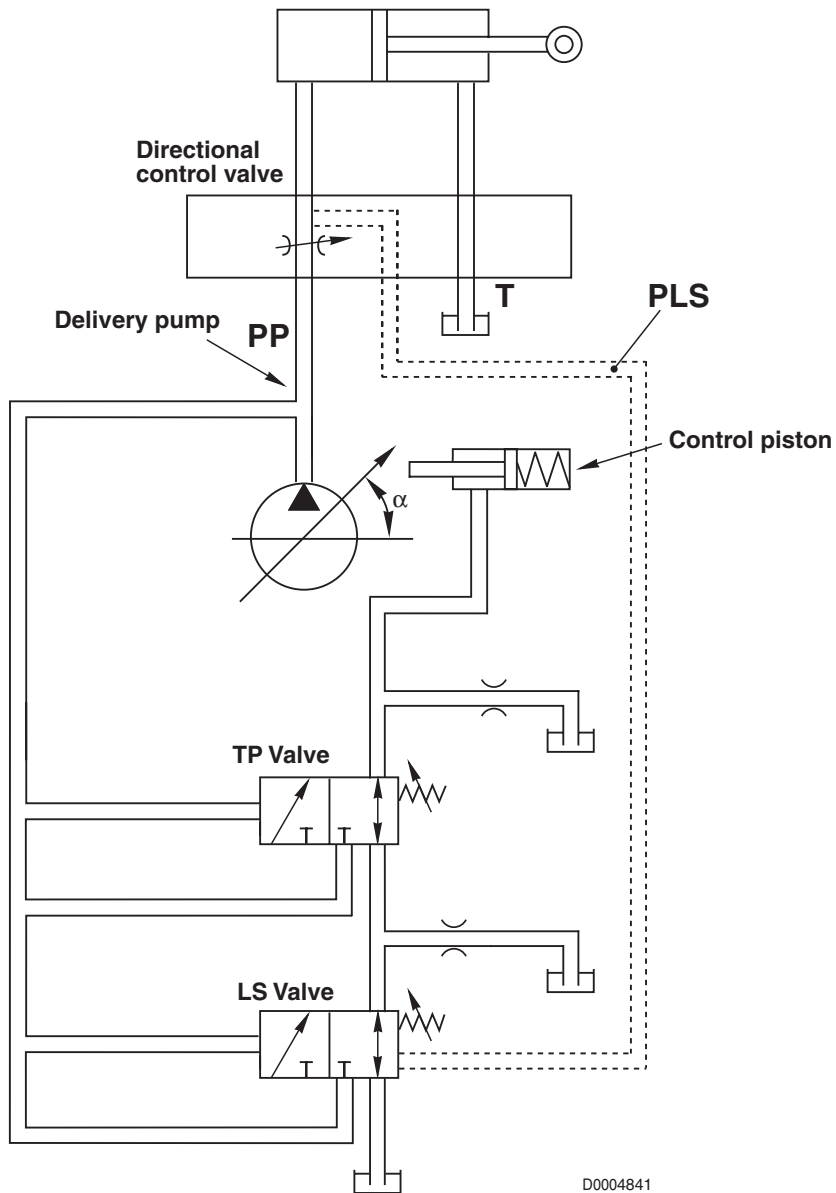 Directional
control valve
T
PLS
Delivery pump
PP
Control piston
α
TP Valve
LS Valve
D0004841